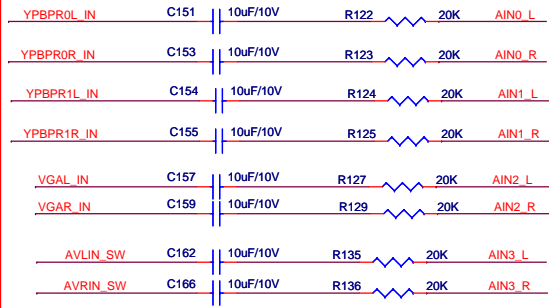 YPBPR0L_IN C151 10uF/10V R122 20K AIN0_L
YPBPR0R_IN C153 10uF/10V R123 20K AIN0_R
YPBPR1L_IN C154 10uF/10V R124 20K AIN1_L
YPBPR1R_IN C155 10uF/10V R125 20K AIN1_R
VGAL_IN C157 10uF/10V R127 20K AIN2_L
VGAR_IN C159 10uF/10V R129 20K AIN2_R
AVLIN_SW C162 10uF/10V R135 20K AIN3_L
AVRIN_SW C166 10uF/10V R136 20K AIN3_R